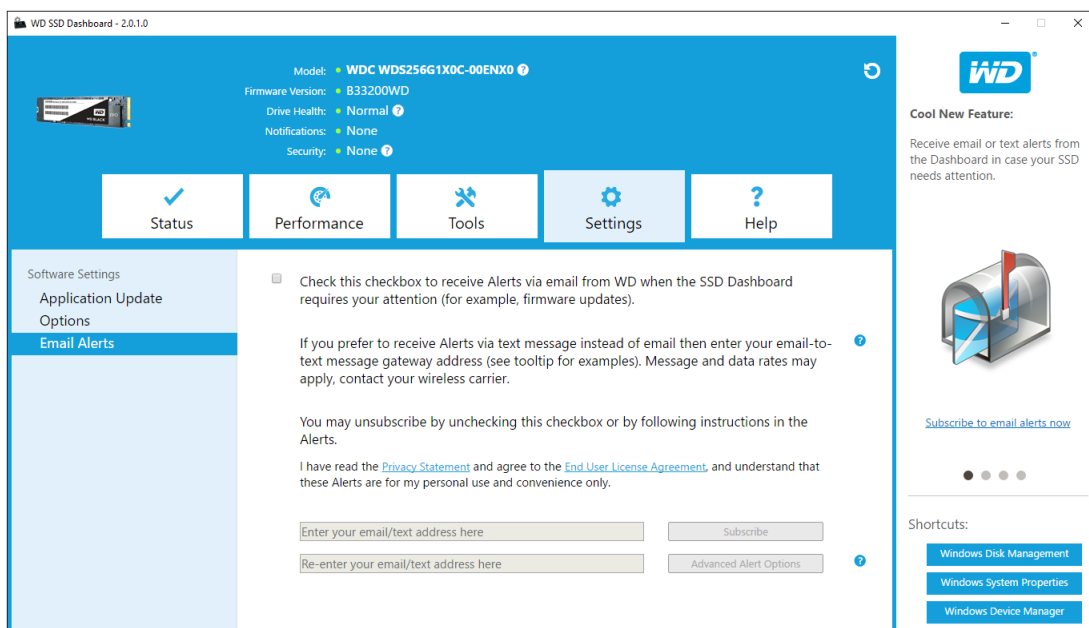 WD SSD Dashboard - 2.0.1.0
Model: • WDC WDS256G1X0C-00ENX0 ?
Firmware Version: • B33200WD
Drive Health: • Normal ?
Notifications: • None
Security: • None ?
Status
Performance
Tools
Settings
? Help
Software Settings
Application Update
Options
Email Alerts
Check this checkbox to receive Alerts via email from WD when the SSD Dashboard
requires your attention (for example, firmware updates).
If you prefer to receive Alerts via text message instead of email then enter your email-to-
text message gateway address (see tooltip for examples). Message and data rates may
apply, contact your wireless carrier.
?
You may unsubscribe by unchecking this checkbox or by following instructions in the
Alerts.
I have read the Privacy Statement and agree to the End User License Agreement, and understand that
these Alerts are for my personal use and convenience only.
Enter your email/text address here
Subscribe
Re-enter your email/text address here
Advanced Alert Options
?
WD®
Cool New Feature:
Receive email or text alerts from
the Dashboard in case your SSD
needs attention.
Subscribe to email alerts now
Shortcuts:
Windows Disk Management
Windows System Properties
Windows Device Manager